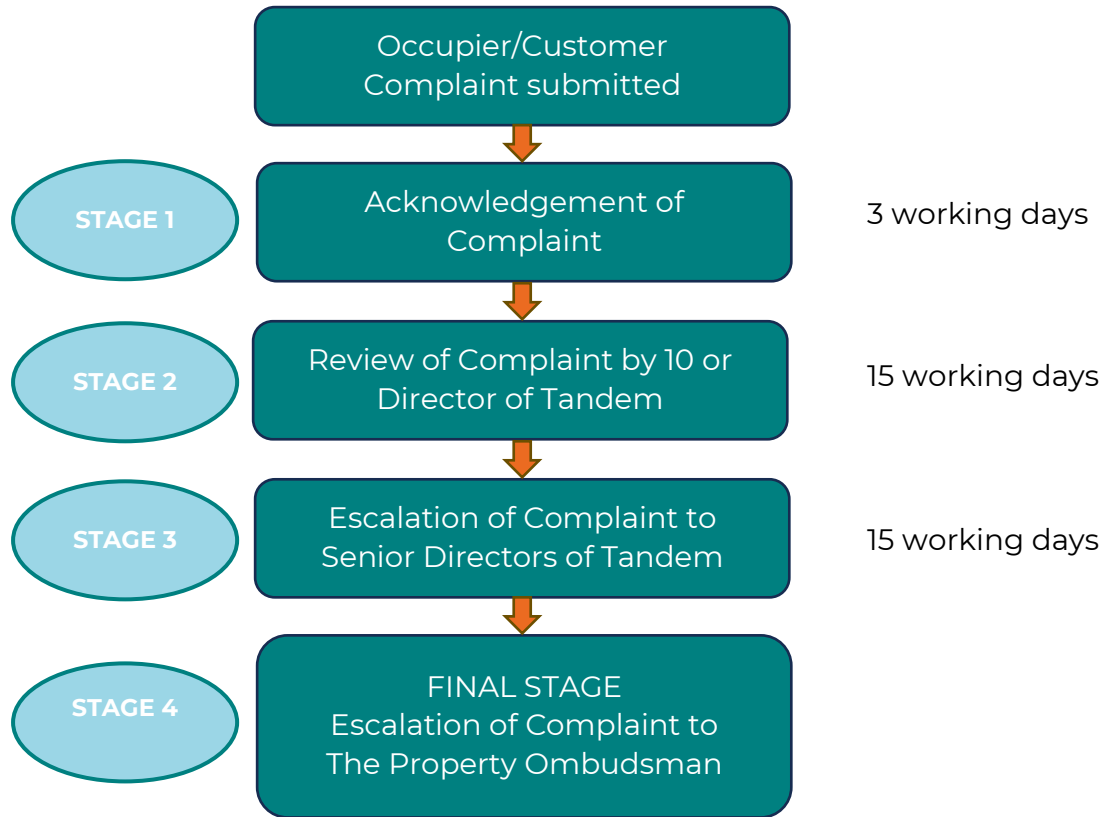 Occupier/Customer
Complaint submitted
STAGE 1
Acknowledgement of
Complaint
3 working days
STAGE 2
Review of Complaint by 10 or
Director of Tandem
15 working days
STAGE 3
Escalation of Complaint to
Senior Directors of Tandem
15 working days
STAGE 4
FINAL STAGE
Escalation of Complaint to
The Property Ombudsman